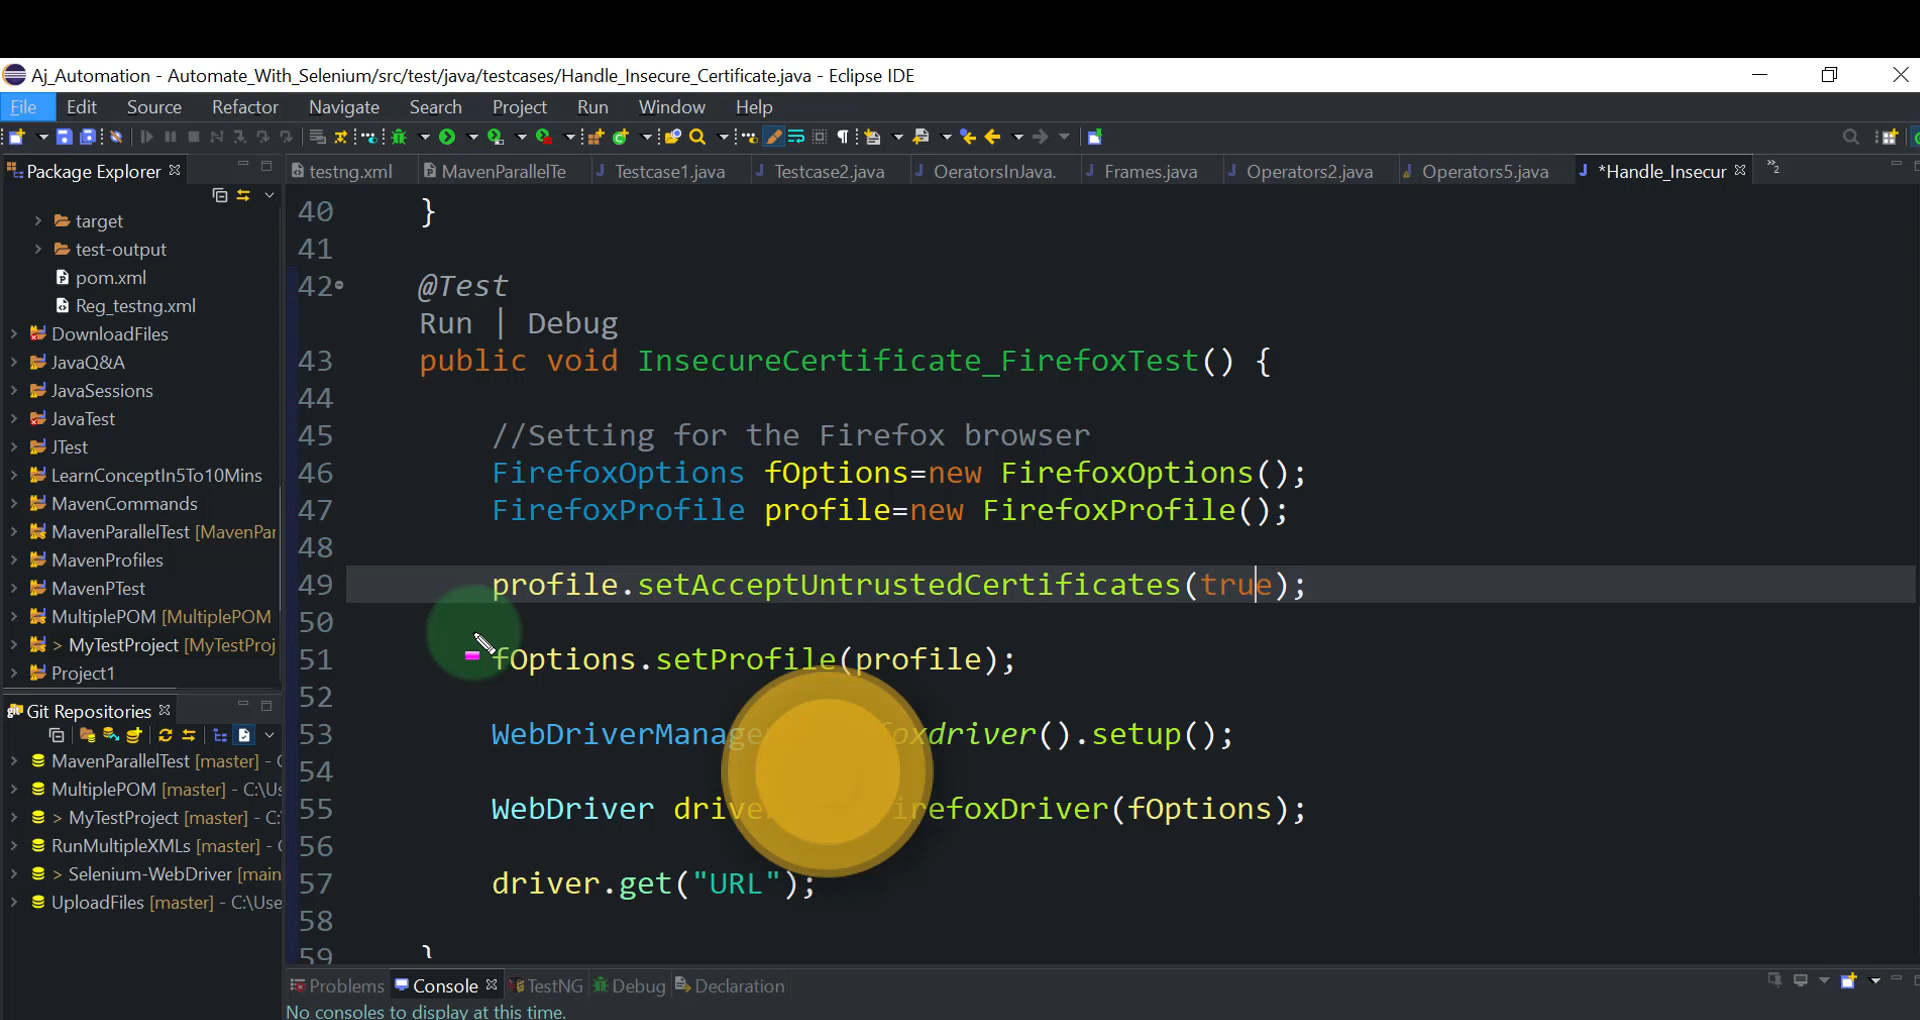 Aj_Automation - Automate_With_Selenium/src/test/java/testcases/Handle_Insecure_Certificate.java - Eclipse IDE
File Edit Source Refactor Navigate Search Project Run Window Help
Package Explorer
testng.xml MavenParallelTe Testcase1.java Testcase2.java OeratorsInJava. Frames.java Operators2.java Operators5.java *Handle_Insecur »2
target
test-output
pom.xml
Reg_testng.xml
DownloadFiles
JavaQ&A
JavaSessions
JavaTest
JTest
LearnConceptIn5To10Mins
MavenCommands
MavenParallelTest [MavenPar
MavenProfiles
MavenPTest
MultiplePOM [MultiplePOM
> MyTestProject [MyTestProj
Project1
Git Repositories
MavenParallelTest [master] - C
MultiplePOM [master] - C:\Us
> MyTestProject [master] - C:
RunMultipleXMLs [master] - C
> Selenium-WebDriver [main
UploadFiles [master] - C:\Use
40 }
41
42 @Test
Run | Debug
43 public void InsecureCertificate_FirefoxTest() {
44
45 //Setting for the Firefox browser
46 FirefoxOptions fOptions=new FirefoxOptions();
47 FirefoxProfile profile=new FirefoxProfile();
48
49 profile.setAcceptUntrustedCertificates(true);
50
51 fOptions.setProfile(profile);
52
53 WebDriverManage foxdriver().setup();
54
55 WebDriver drive irefoxDriver(fOptions);
56
57 driver.get("URL");
58
59 }
Problems Console TestNG Debug Declaration
No consoles to display at this time.